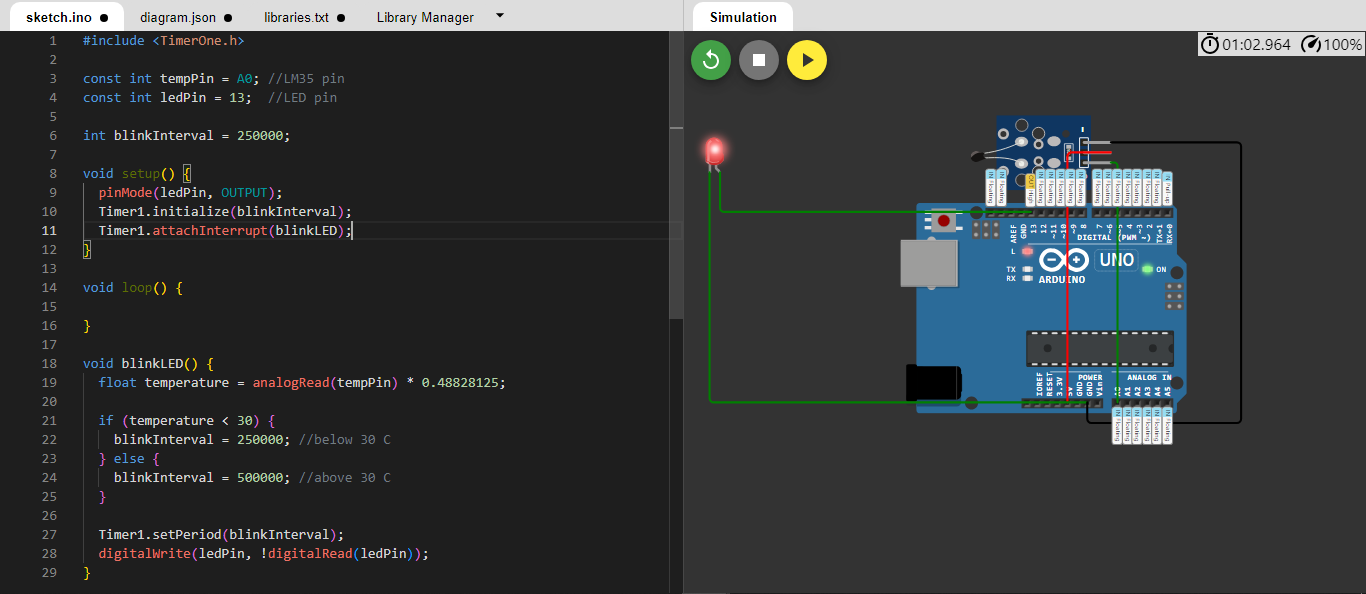 sketch.ino ● diagram.json ● libraries.txt ● Library Manager
1 #include <TimerOne.h>
2
3 const int tempPin = A0; //LM35 pin
4 const int ledPin = 13;  //LED pin
5
6 int blinkInterval = 250000;
7
8 void setup() {
9   pinMode(ledPin, OUTPUT);
10   Timer1.initialize(blinkInterval);
11   Timer1.attachInterrupt(blinkLED);
12 }
13
14 void loop() {
15
16 }
17
18 void blinkLED() {
19   float temperature = analogRead(tempPin) * 0.48828125;
20
21   if (temperature < 30) {
22     blinkInterval = 250000; //below 30 C
23   } else {
24     blinkInterval = 500000; //above 30 C
25   }
26
27   Timer1.setPeriod(blinkInterval);
28   digitalWrite(ledPin, !digitalRead(ledPin));
29 }
Simulation
01:02.964 100%
AREF
GND
13
12
~11
~10
~9
8
7
~6
~5
4
~3
2
TX→1
RX←0
DIGITAL (PWM ~)
L
TX
RX
UNO
ON
ARDUINO
IOREF
RESET
3.3V
5V
GND
GND
Vin
POWER
ANALOG IN
A0
A1
A2
A3
A4
A5